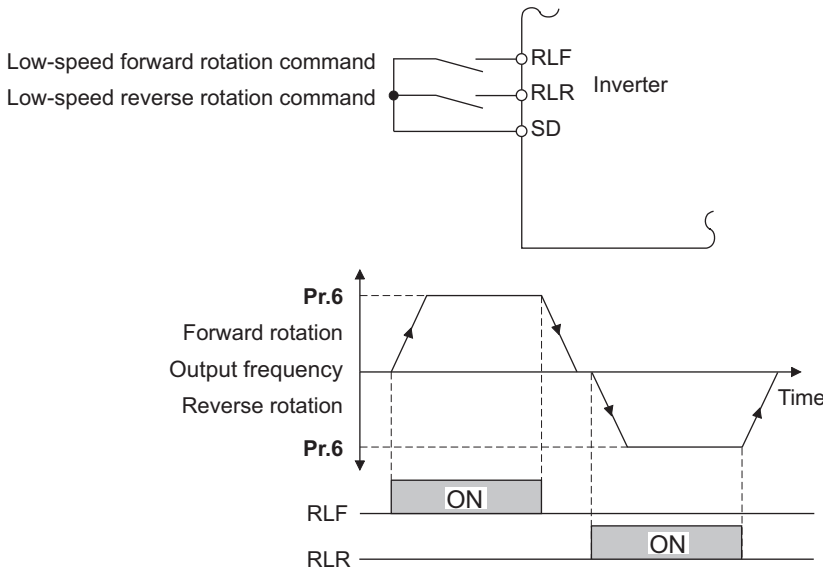 Low-speed forward rotation command
RLF
Low-speed reverse rotation command
RLR
Inverter
SD
Pr.6
Forward rotation
Output frequency
Time
Reverse rotation
Pr.6
ON
RLF
ON
RLR